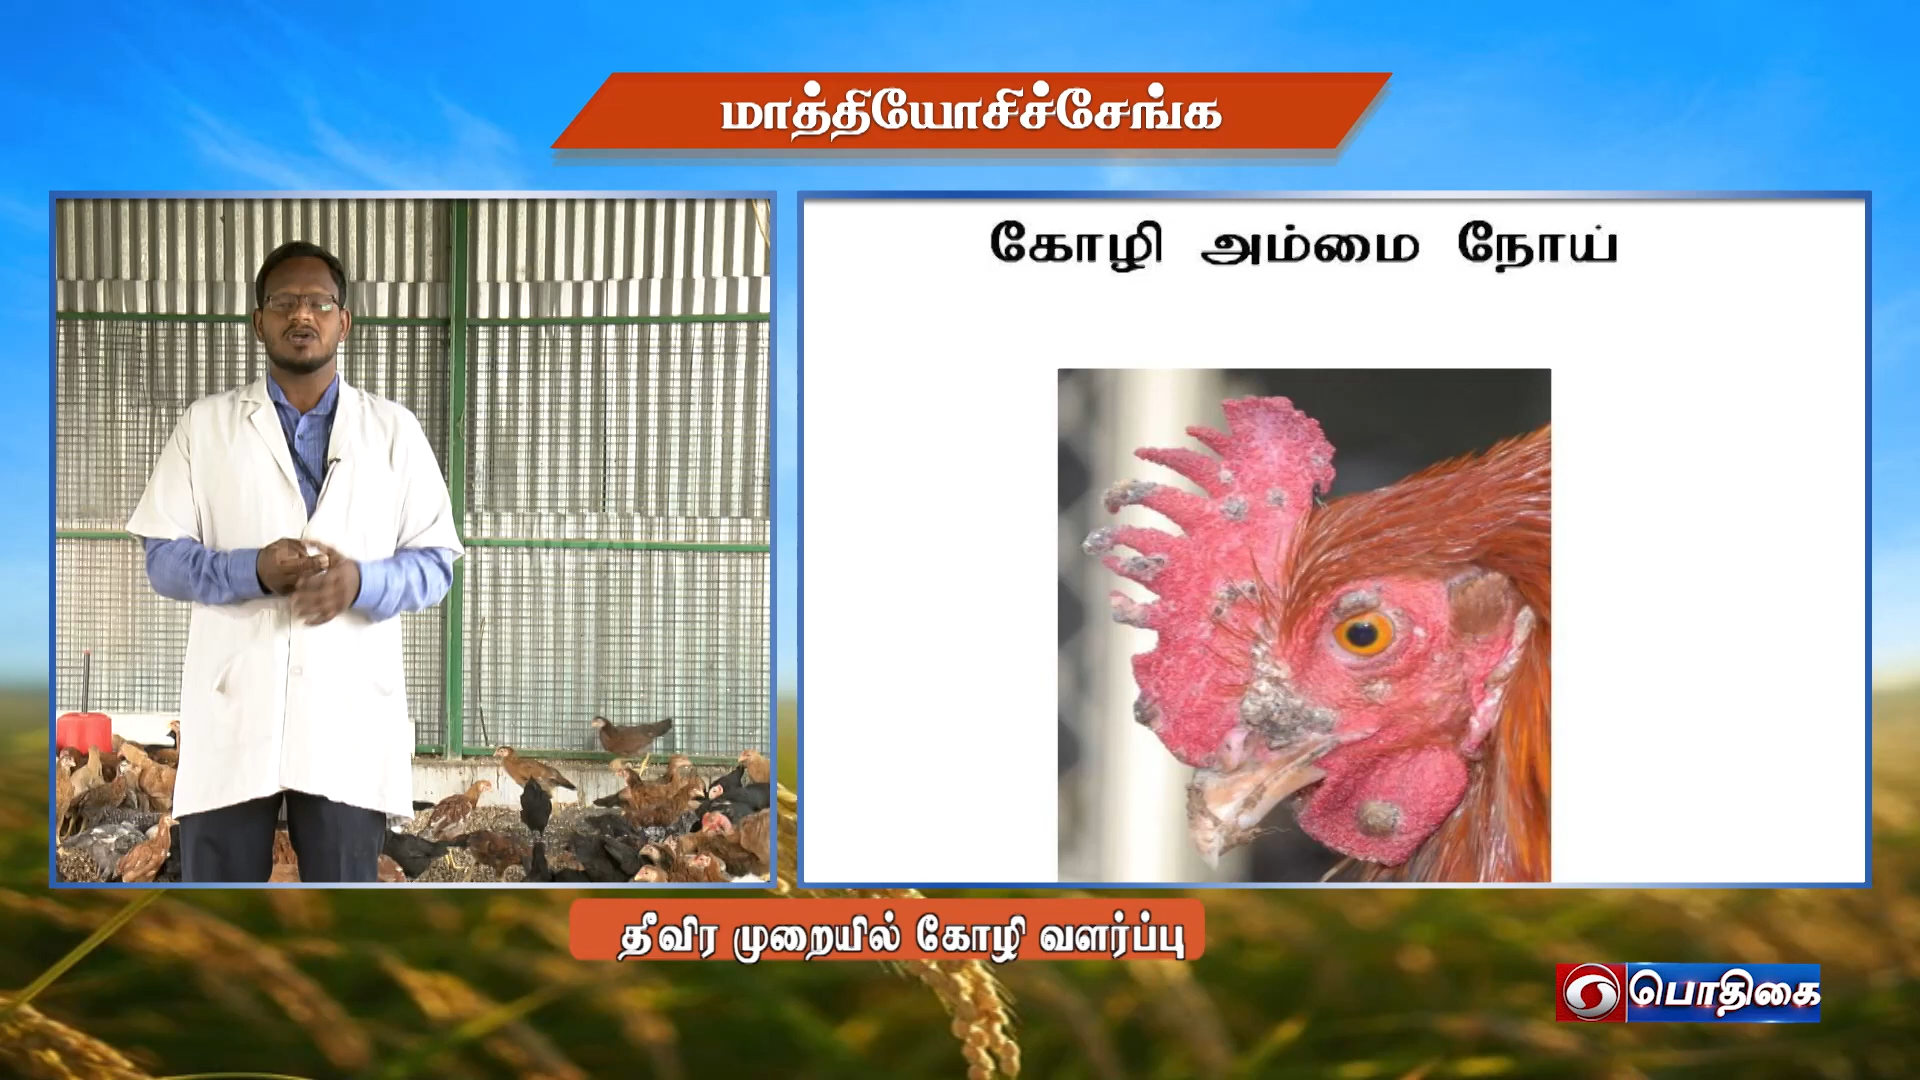 மாத்தியோசிச்சேங்க
கோழி அம்மை நோய்
தீவிர முறையில் கோழி வளர்ப்பு
பொதிகை